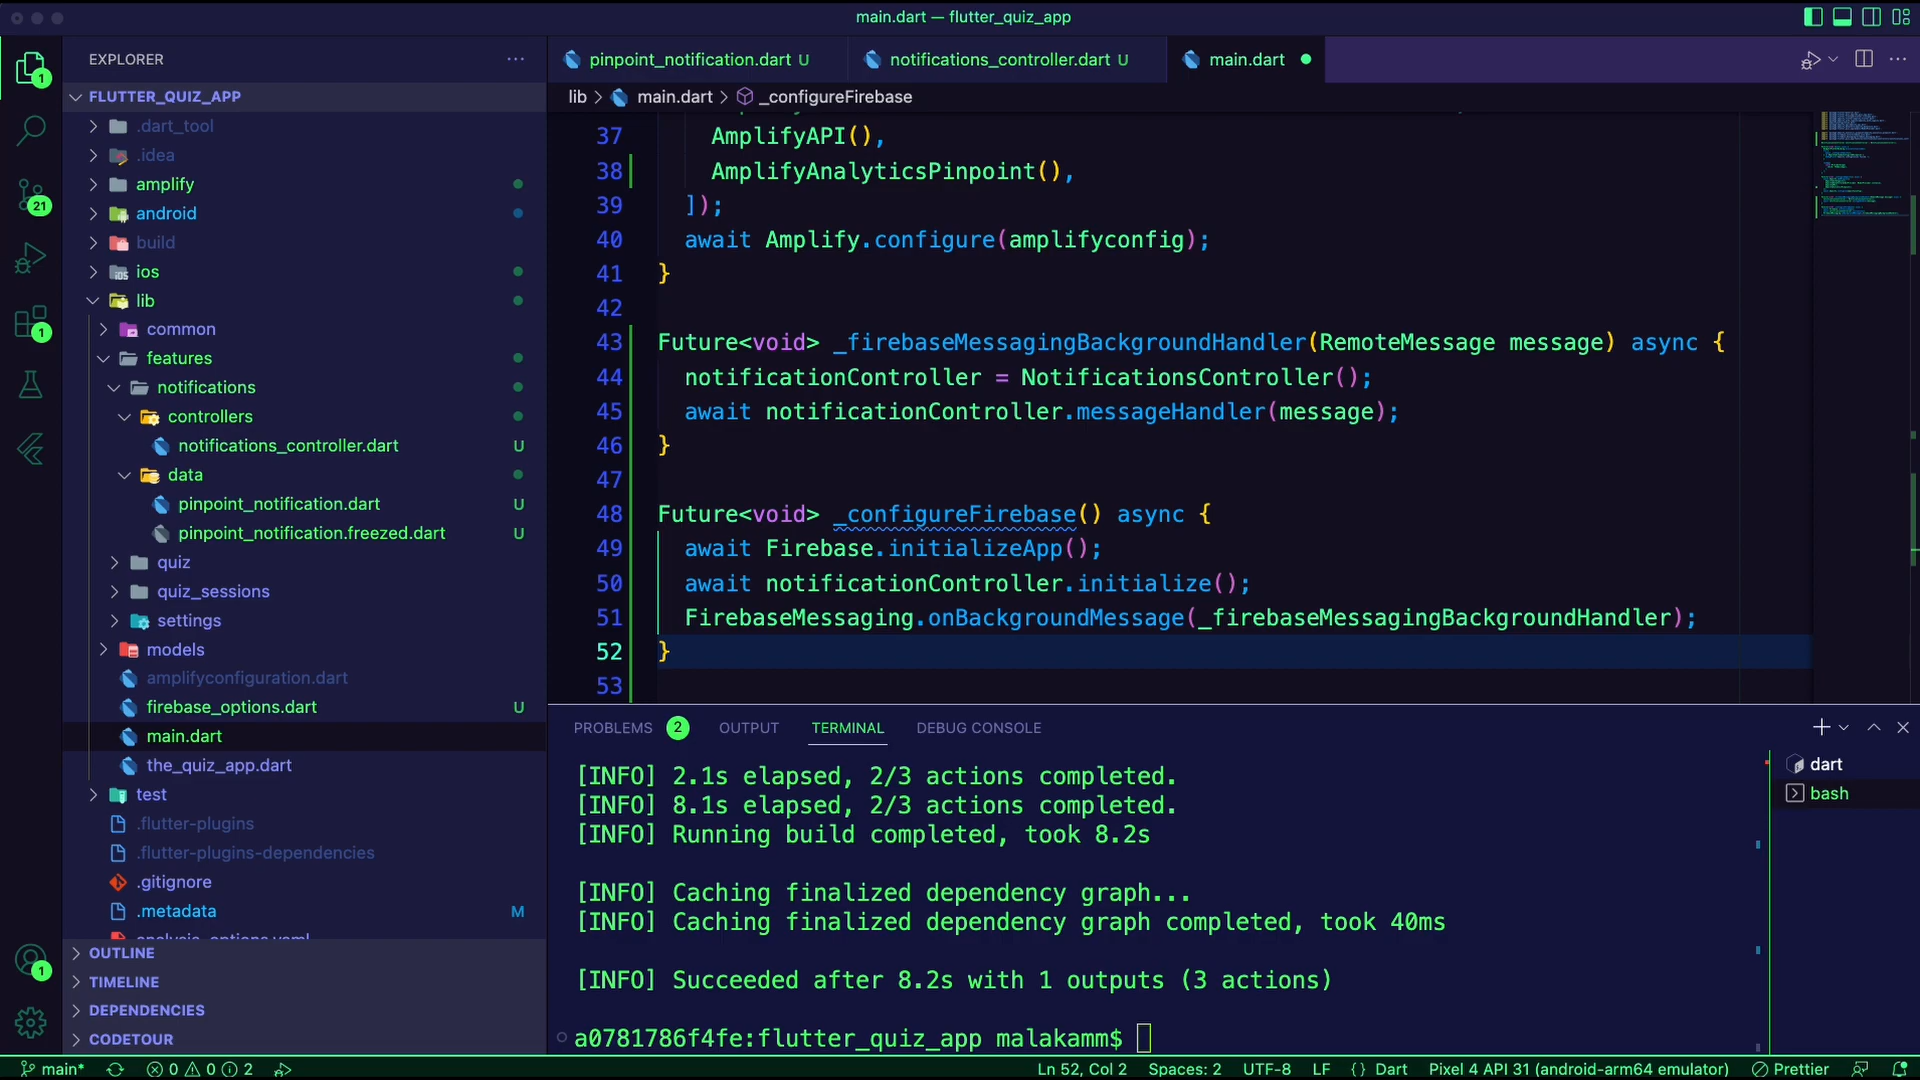 main.dart — flutter_quiz_app
EXPLORER
FLUTTER_QUIZ_APP
.dart_tool
.idea
amplify
android
build
ios
lib
common
features
notifications
controllers
notifications_controller.dart U
data
pinpoint_notification.dart U
pinpoint_notification.freezed.dart U
quiz
quiz_sessions
settings
models
amplifyconfiguration.dart
firebase_options.dart U
main.dart
the_quiz_app.dart
test
.flutter-plugins
.flutter-plugins-dependencies
.gitignore
.metadata M
analysis_options.yaml
OUTLINE
TIMELINE
DEPENDENCIES
CODETOUR
1
21
1
1
pinpoint_notification.dart U
notifications_controller.dart U
main.dart
lib > main.dart > _configureFirebase
37 AmplifyAPI(),
38 AmplifyAnalyticsPinpoint(),
39 ]);
40 await Amplify.configure(amplifyconfig);
41 }
42
43 Future<void> _firebaseMessagingBackgroundHandler(RemoteMessage message) async {
44 notificationController = NotificationsController();
45 await notificationController.messageHandler(message);
46 }
47
48 Future<void> _configureFirebase() async {
49 await Firebase.initializeApp();
50 await notificationController.initialize();
51 FirebaseMessaging.onBackgroundMessage(_firebaseMessagingBackgroundHandler);
52 }
53
PROBLEMS 2 OUTPUT TERMINAL DEBUG CONSOLE
[INFO] 2.1s elapsed, 2/3 actions completed.
[INFO] 8.1s elapsed, 2/3 actions completed.
[INFO] Running build completed, took 8.2s
[INFO] Caching finalized dependency graph...
[INFO] Caching finalized dependency graph completed, took 40ms
[INFO] Succeeded after 8.2s with 1 outputs (3 actions)
a0781786f4fe:flutter_quiz_app malakamm$
dart
bash
main* 0 0 2 Ln 52, Col 2 Spaces: 2 UTF-8 LF {} Dart Pixel 4 API 31 (android-arm64 emulator) Prettier